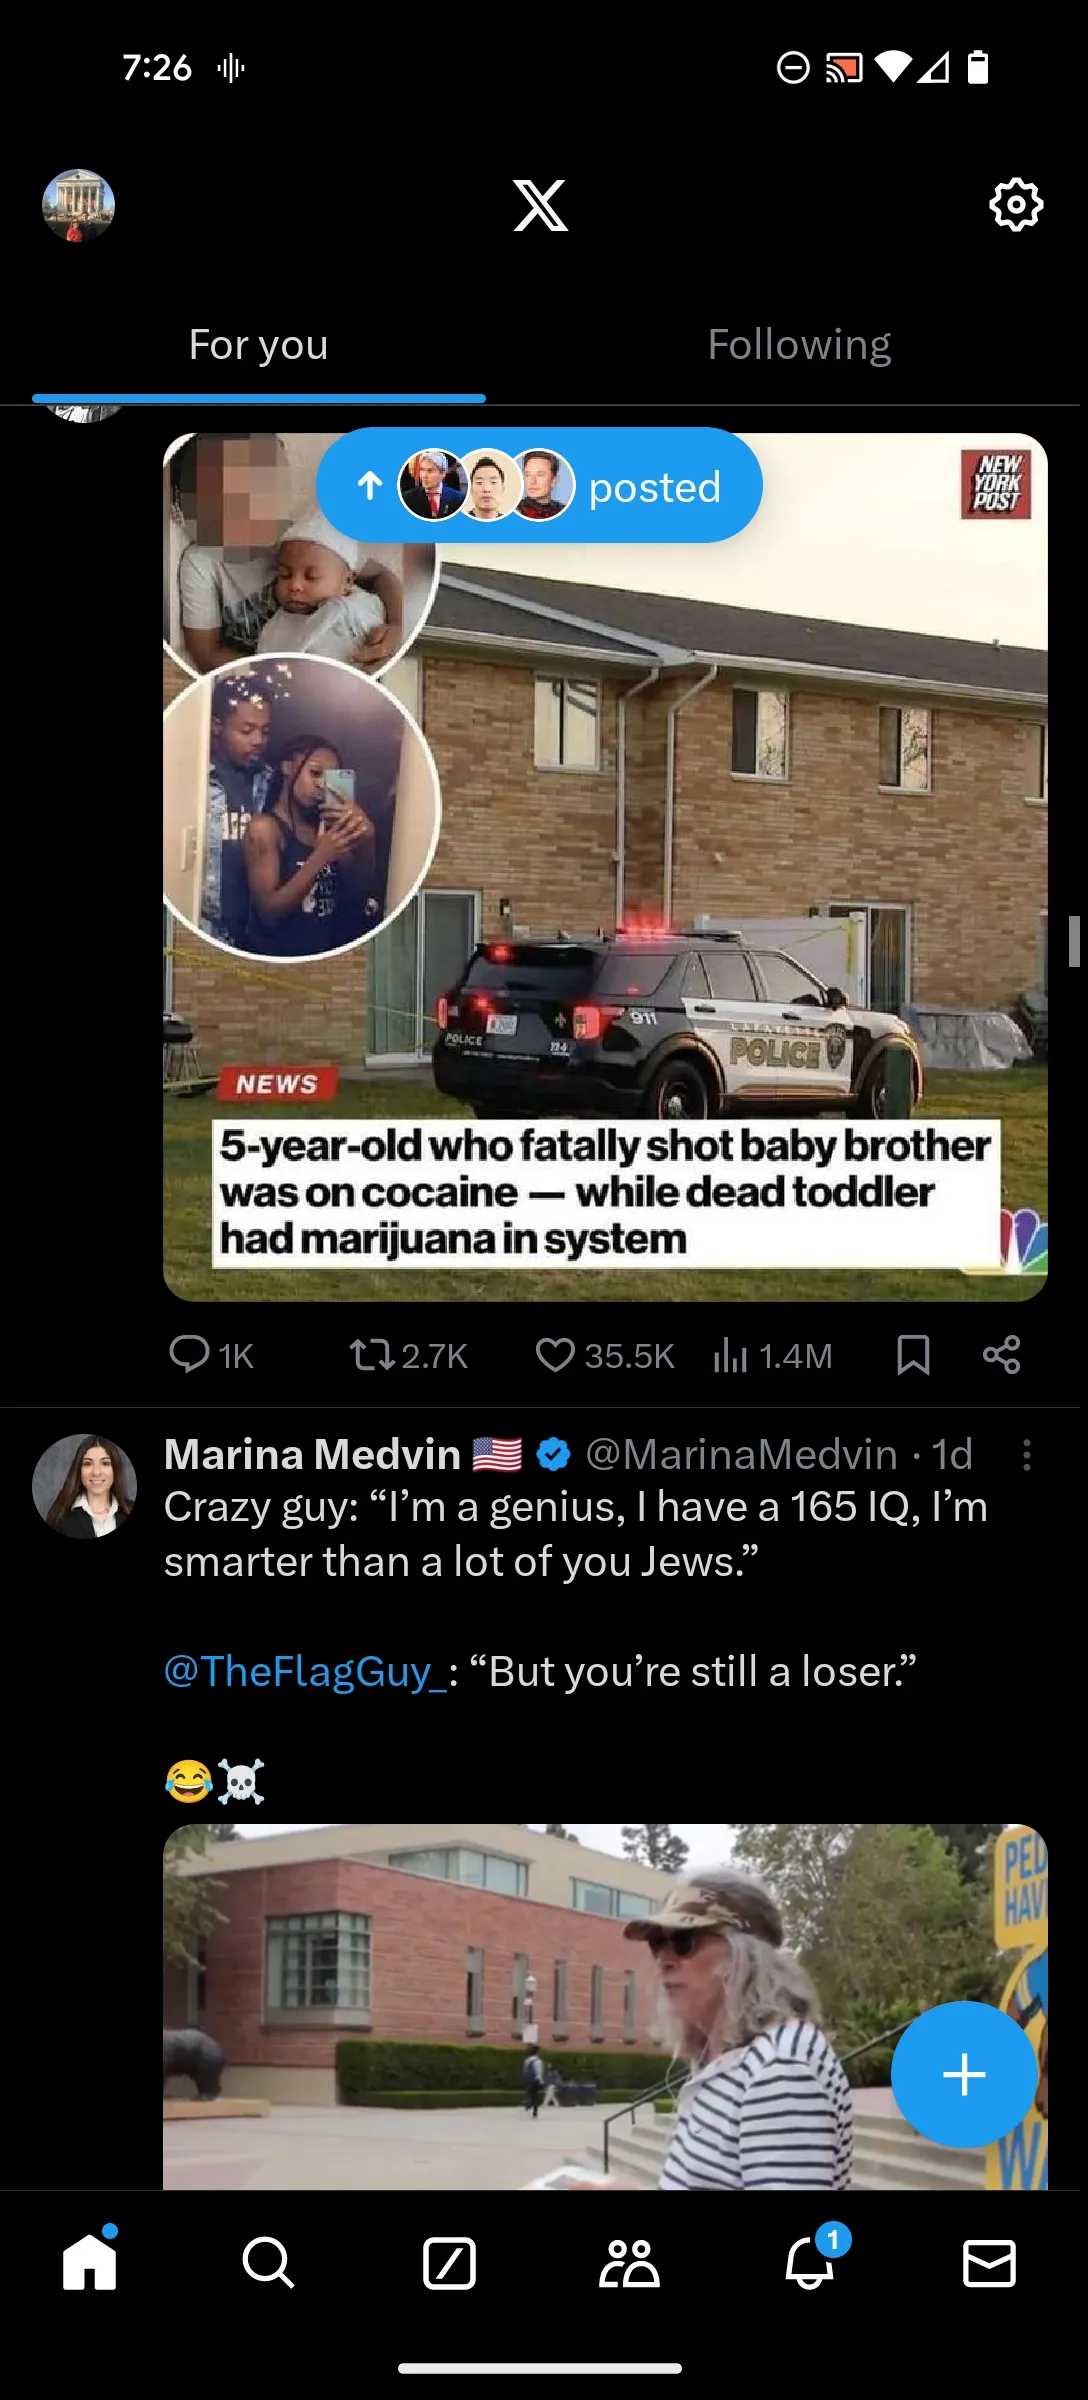 7:26
For you
Following
posted
NEW
YORK
POST
911
POLICE
LAFAYETTE
POLICE
NEWS
5-year-old who fatally shot baby brother
was on cocaine — while dead toddler
had marijuana in system
1K
2.7K
35.5K
1.4M
Marina Medvin 🇺🇸 @MarinaMedvin · 1d
Crazy guy: “I’m a genius, I have a 165 IQ, I’m
smarter than a lot of you Jews.”
@TheFlagGuy_: “But you’re still a loser.”
😂☠️
PED
HAV
WA
1